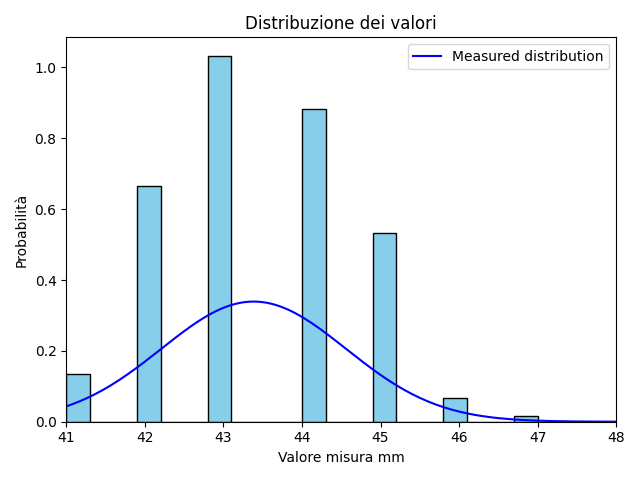 Distribuzione dei valori
Measured distribution
Probabilità
1.0
0.8
0.6
0.4
0.2
0.0
41 42 43 44 45 46 47 48
Valore misura mm